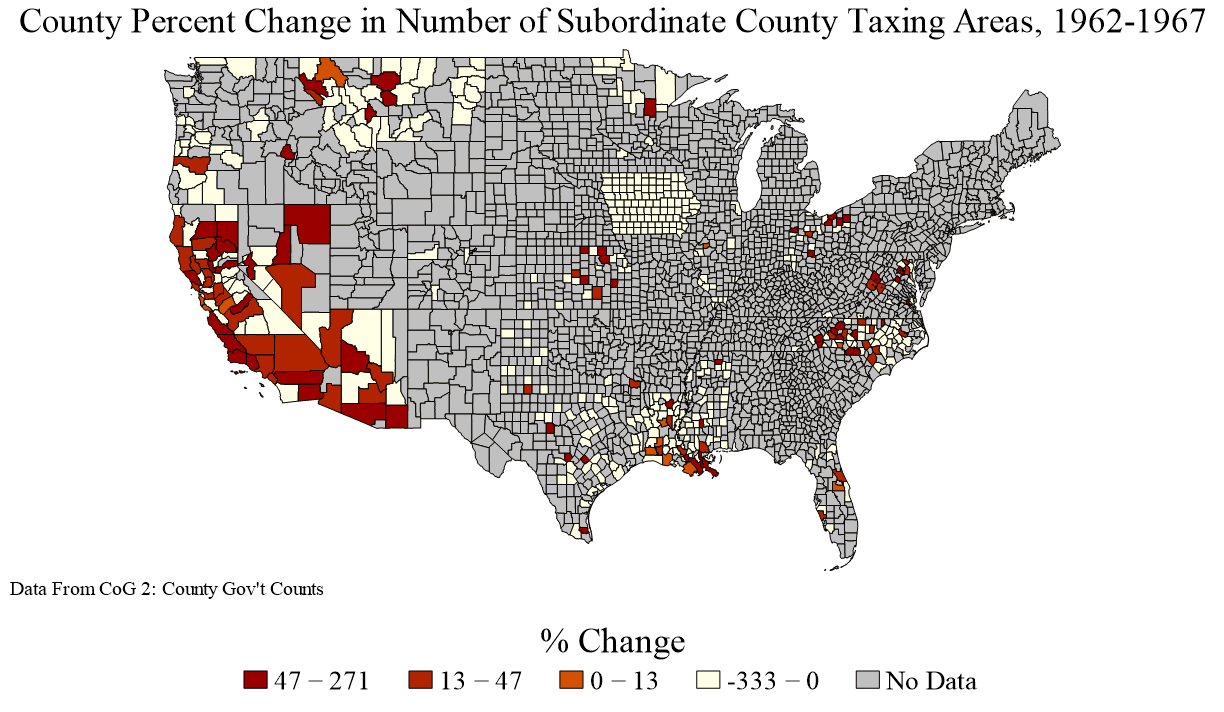 County Percent Change in Number of Subordinate County Taxing Areas, 1962-1967
Data From CoG 2: County Gov't Counts
% Change
47 – 271 13 – 47 0 – 13 -333 – 0 No Data